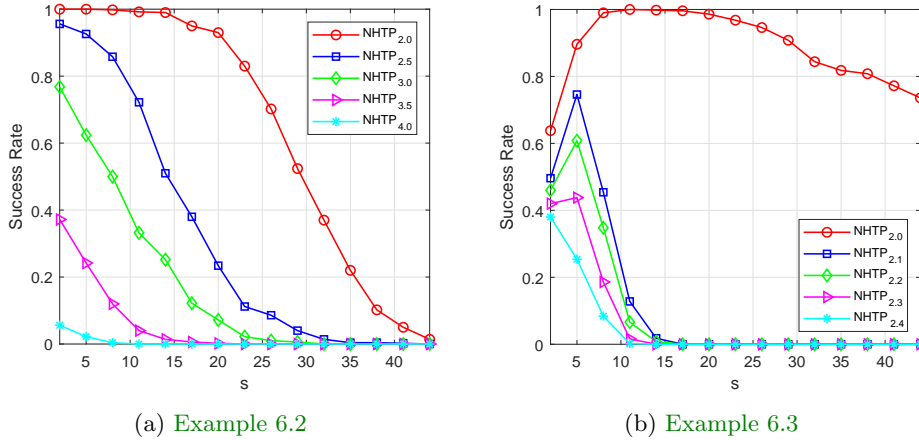 1
0.8
0.6
0.4
0.2
0
Success Rate
5 10 15 20 25 30 35 40
s
NHTP2.0
NHTP2.5
NHTP3.0
NHTP3.5
NHTP4.0
(a) Example 6.2
1
0.8
0.6
0.4
0.2
0
Success Rate
5 10 15 20 25 30 35 40
s
NHTP2.0
NHTP2.1
NHTP2.2
NHTP2.3
NHTP2.4
(b) Example 6.3